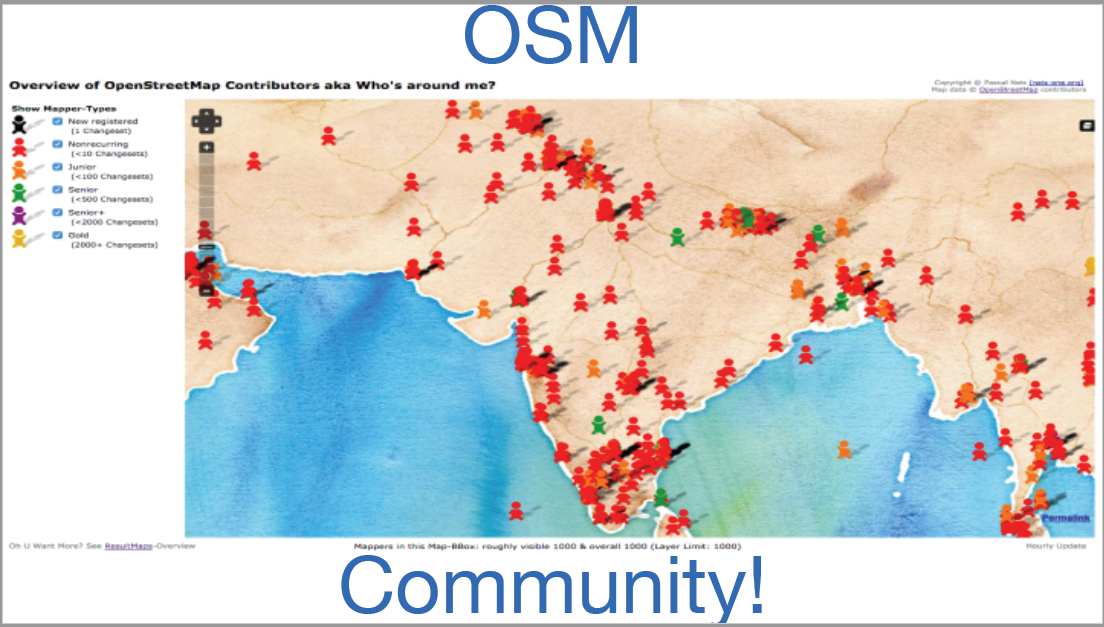 OSM
Overview of OpenStreetMap Contributors aka Who's around me?
Copyright © Pascal Neis (neis-one.org)
Map data © OpenStreetMap contributors
Show Mapper-Types
New registered
(1 Changeset)
Nonrecurring
(<10 Changesets)
Junior
(<100 Changesets)
Senior
(<500 Changesets)
Senior+
(<2000 Changesets)
Gold
(2000+ Changesets)
Permalink
Oh U Want More? See ResultMaps-Overview
Mappers in this Map-BBox: roughly visible 1000 & overall 1000 (Layer Limit: 1000)
Hourly Update
Community!